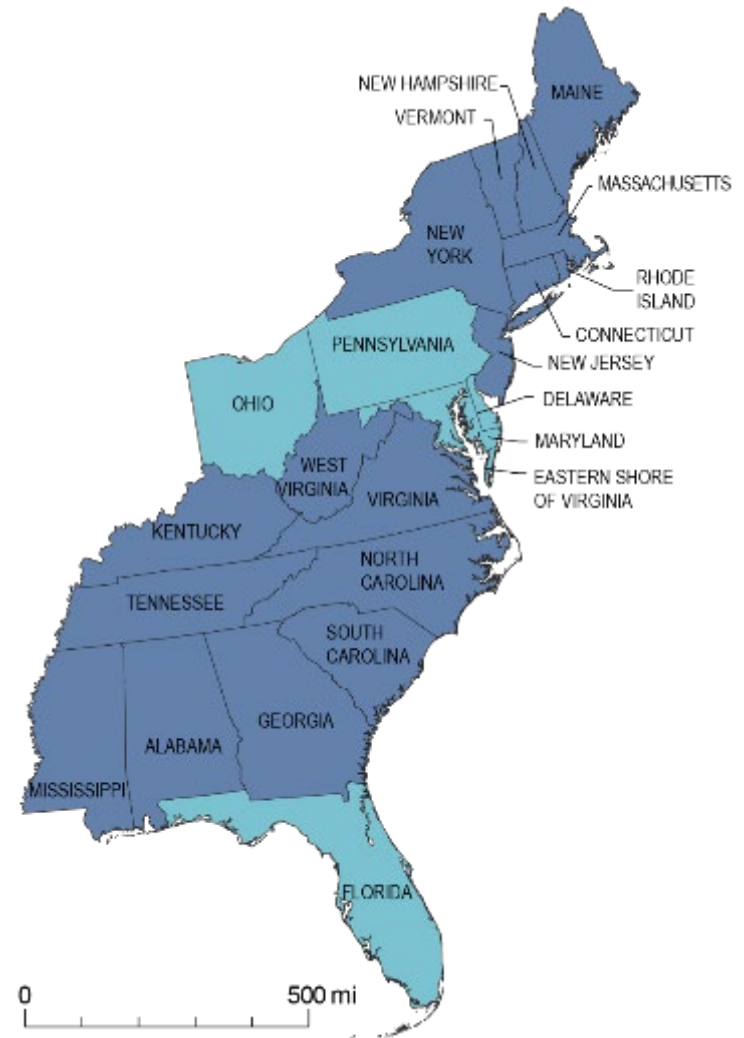 NEW HAMPSHIRE
MAINE
VERMONT
MASSACHUSETTS
NEW
YORK
RHODE
ISLAND
CONNECTICUT
PENNSYLVANIA
NEW JERSEY
OHIO
DELAWARE
MARYLAND
WEST
VIRGINIA
EASTERN SHORE
OF VIRGINIA
VIRGINIA
KENTUCKY
NORTH
CAROLINA
TENNESSEE
SOUTH
CAROLINA
GEORGIA
ALABAMA
MISSISSIPPI
FLORIDA
0 500 mi